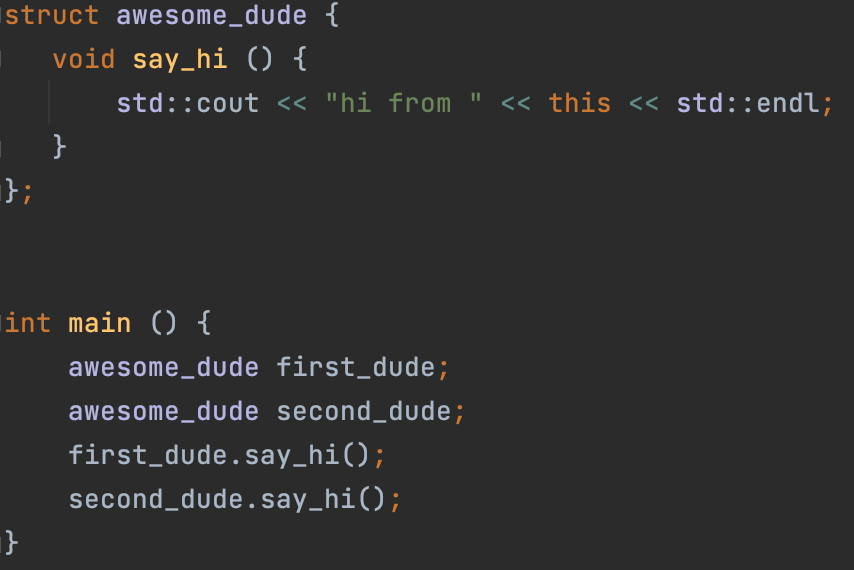 struct awesome_dude {
void say_hi () {
std::cout << "hi from " << this << std::endl;
}
};
int main () {
awesome_dude first_dude;
awesome_dude second_dude;
first_dude.say_hi();
second_dude.say_hi();
}